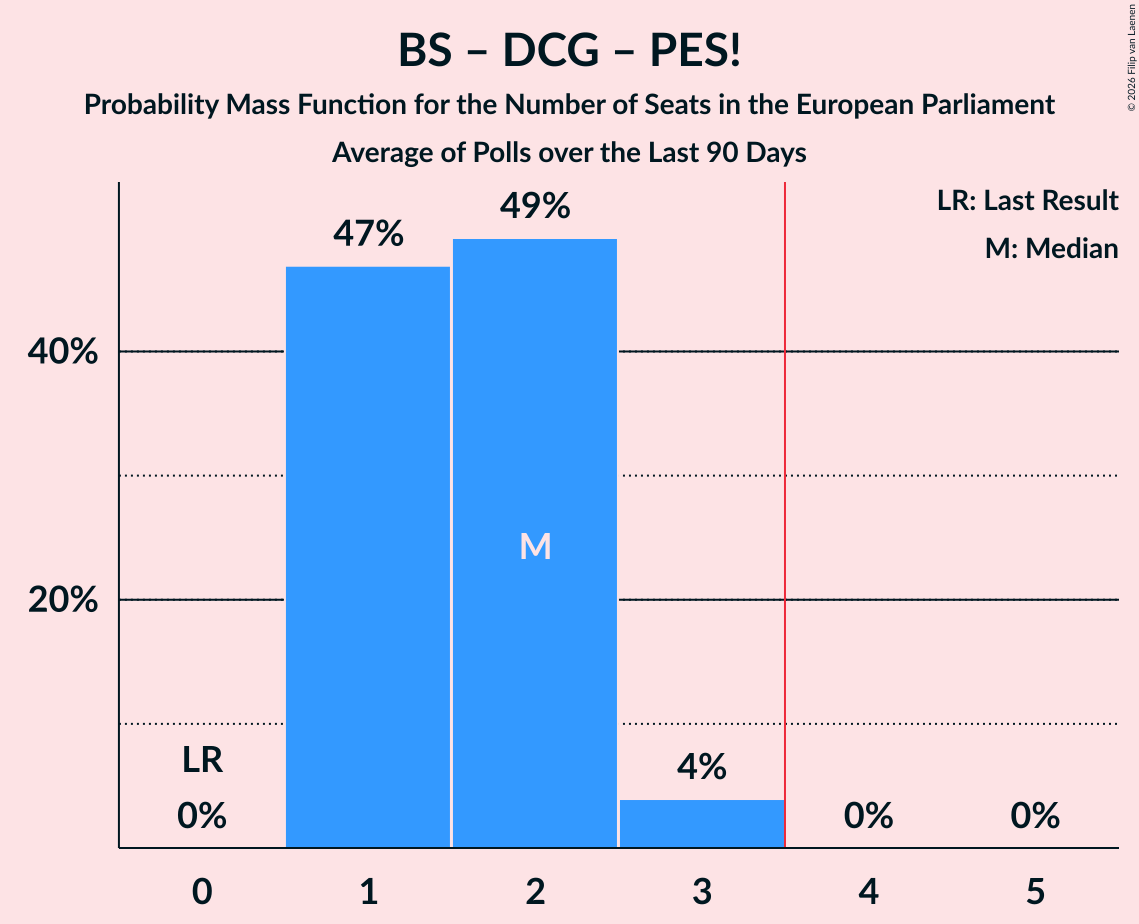 BS – DCG – PES!
Probability Mass Function for the Number of Seats in the European Parliament
Average of Polls over the Last 90 Days
© 2026 Filip van Laenen
LR: Last Result
M: Median
47%
49%
40%
M
20%
LR
0%
4%
0%
0%
0
1
2
3
4
5